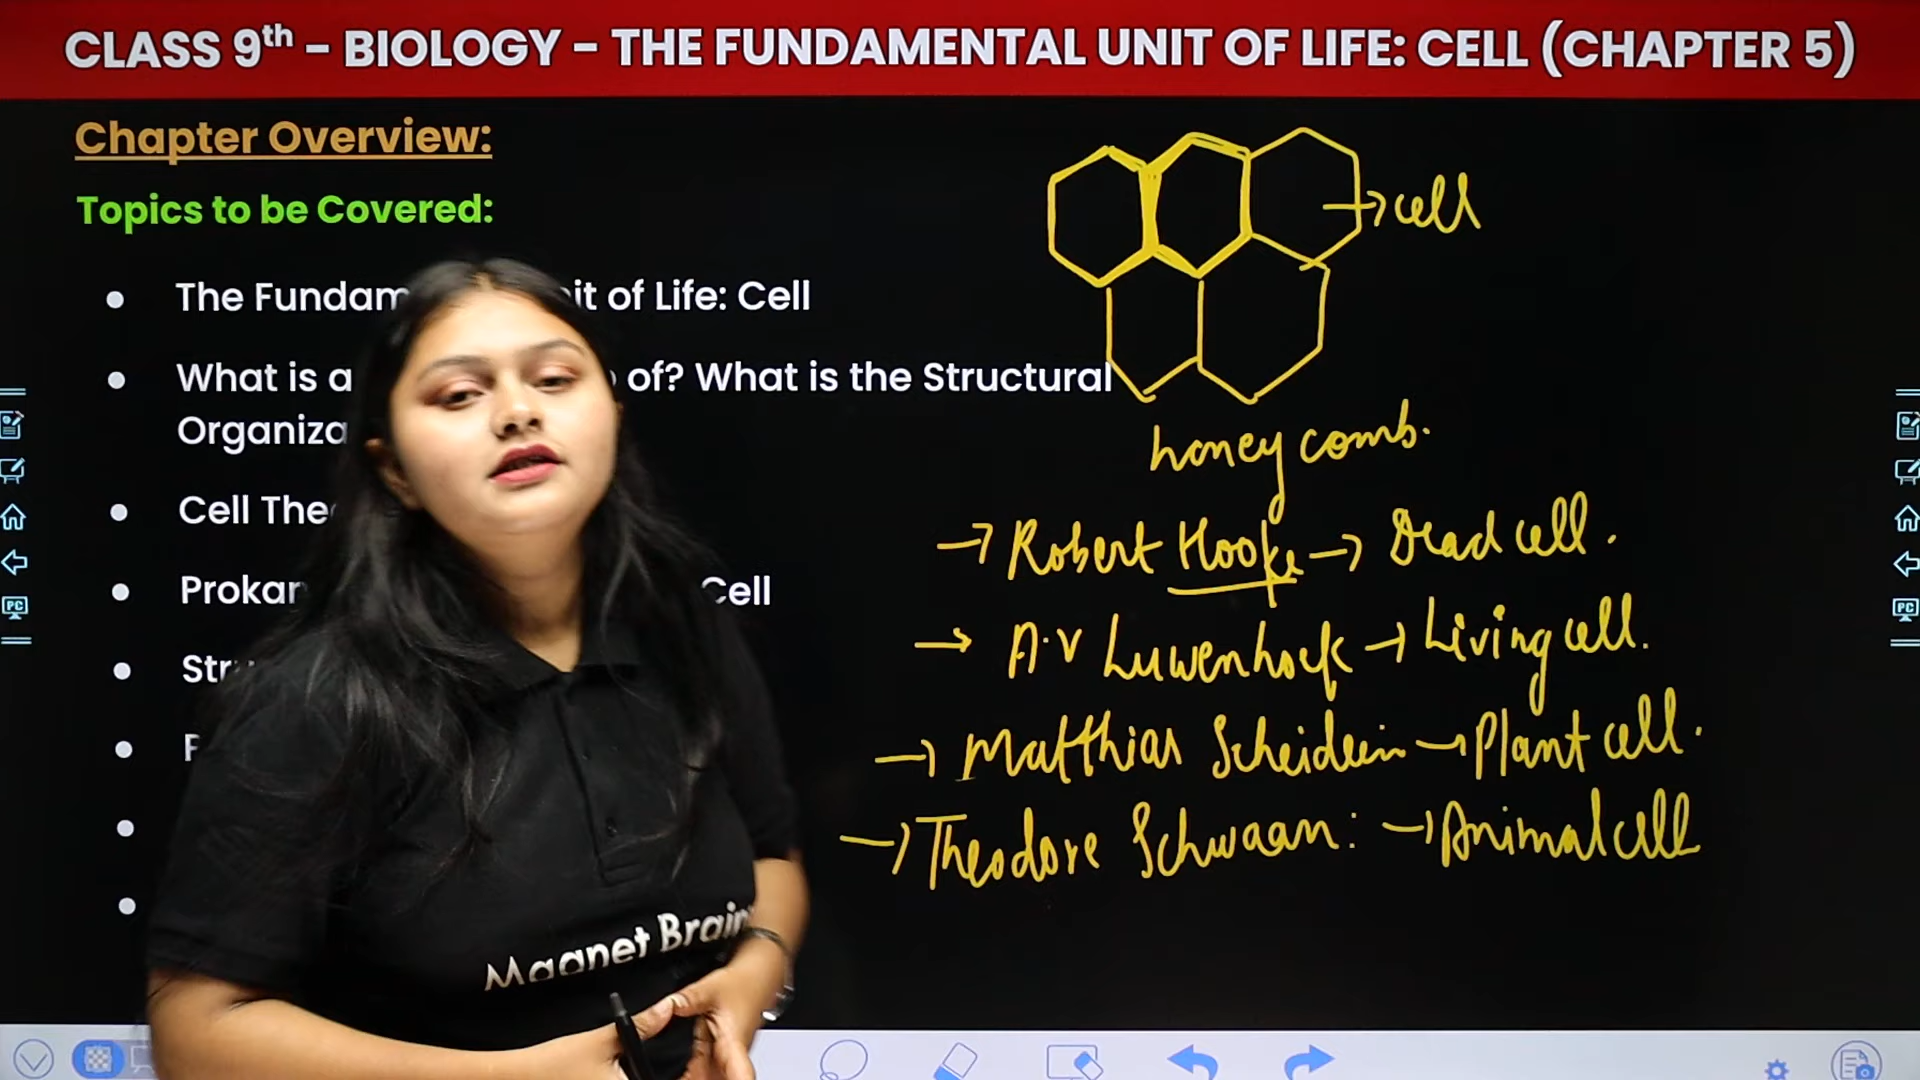 CLASS 9th – BIOLOGY – THE FUNDAMENTAL UNIT OF LIFE: CELL (CHAPTER 5)
Chapter Overview:
Topics to be Covered:
The Fundam it of Life: Cell
What is a of? What is the Structural
Organiza
Cell The
Prokar Cell
Str
→ cell
honey comb.
→ Robert Hooke → Dead cell.
→ A.V Luwenhoek → Living cell.
→ Matthias → Plant cell.
→ Theodore Schwaan: → Animal cell
Magnet Brain
PC
PC